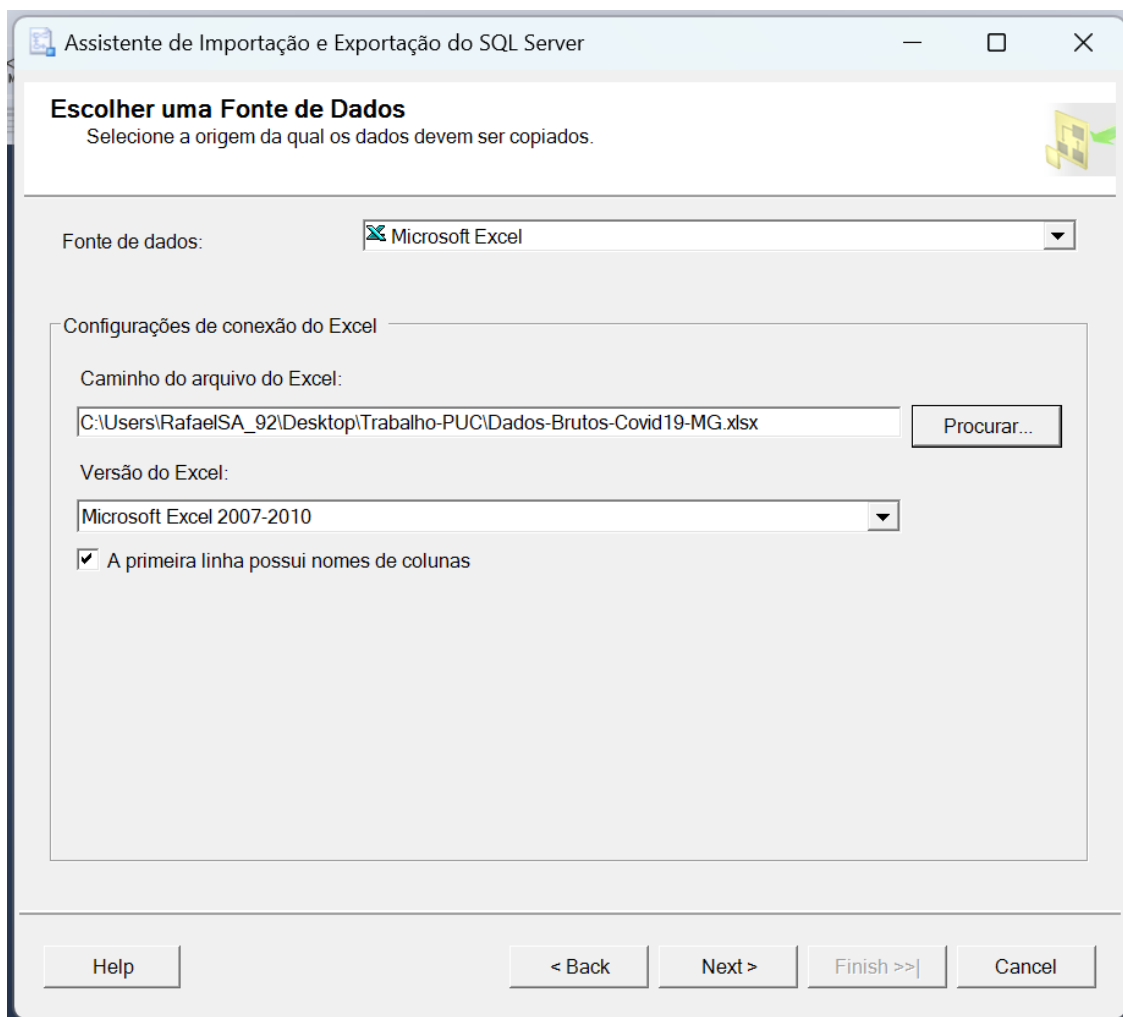 Assistente de Importação e Exportação do SQL Server
Escolher uma Fonte de Dados
Selecione a origem da qual os dados devem ser copiados.
Fonte de dados:
Microsoft Excel
Configurações de conexão do Excel
Caminho do arquivo do Excel:
C:\Users\RafaelSA_92\Desktop\Trabalho-PUC\Dados-Brutos-Covid19-MG.xlsx
Procurar...
Versão do Excel:
Microsoft Excel 2007-2010
A primeira linha possui nomes de colunas
Help
< Back
Next >
Finish >>|
Cancel